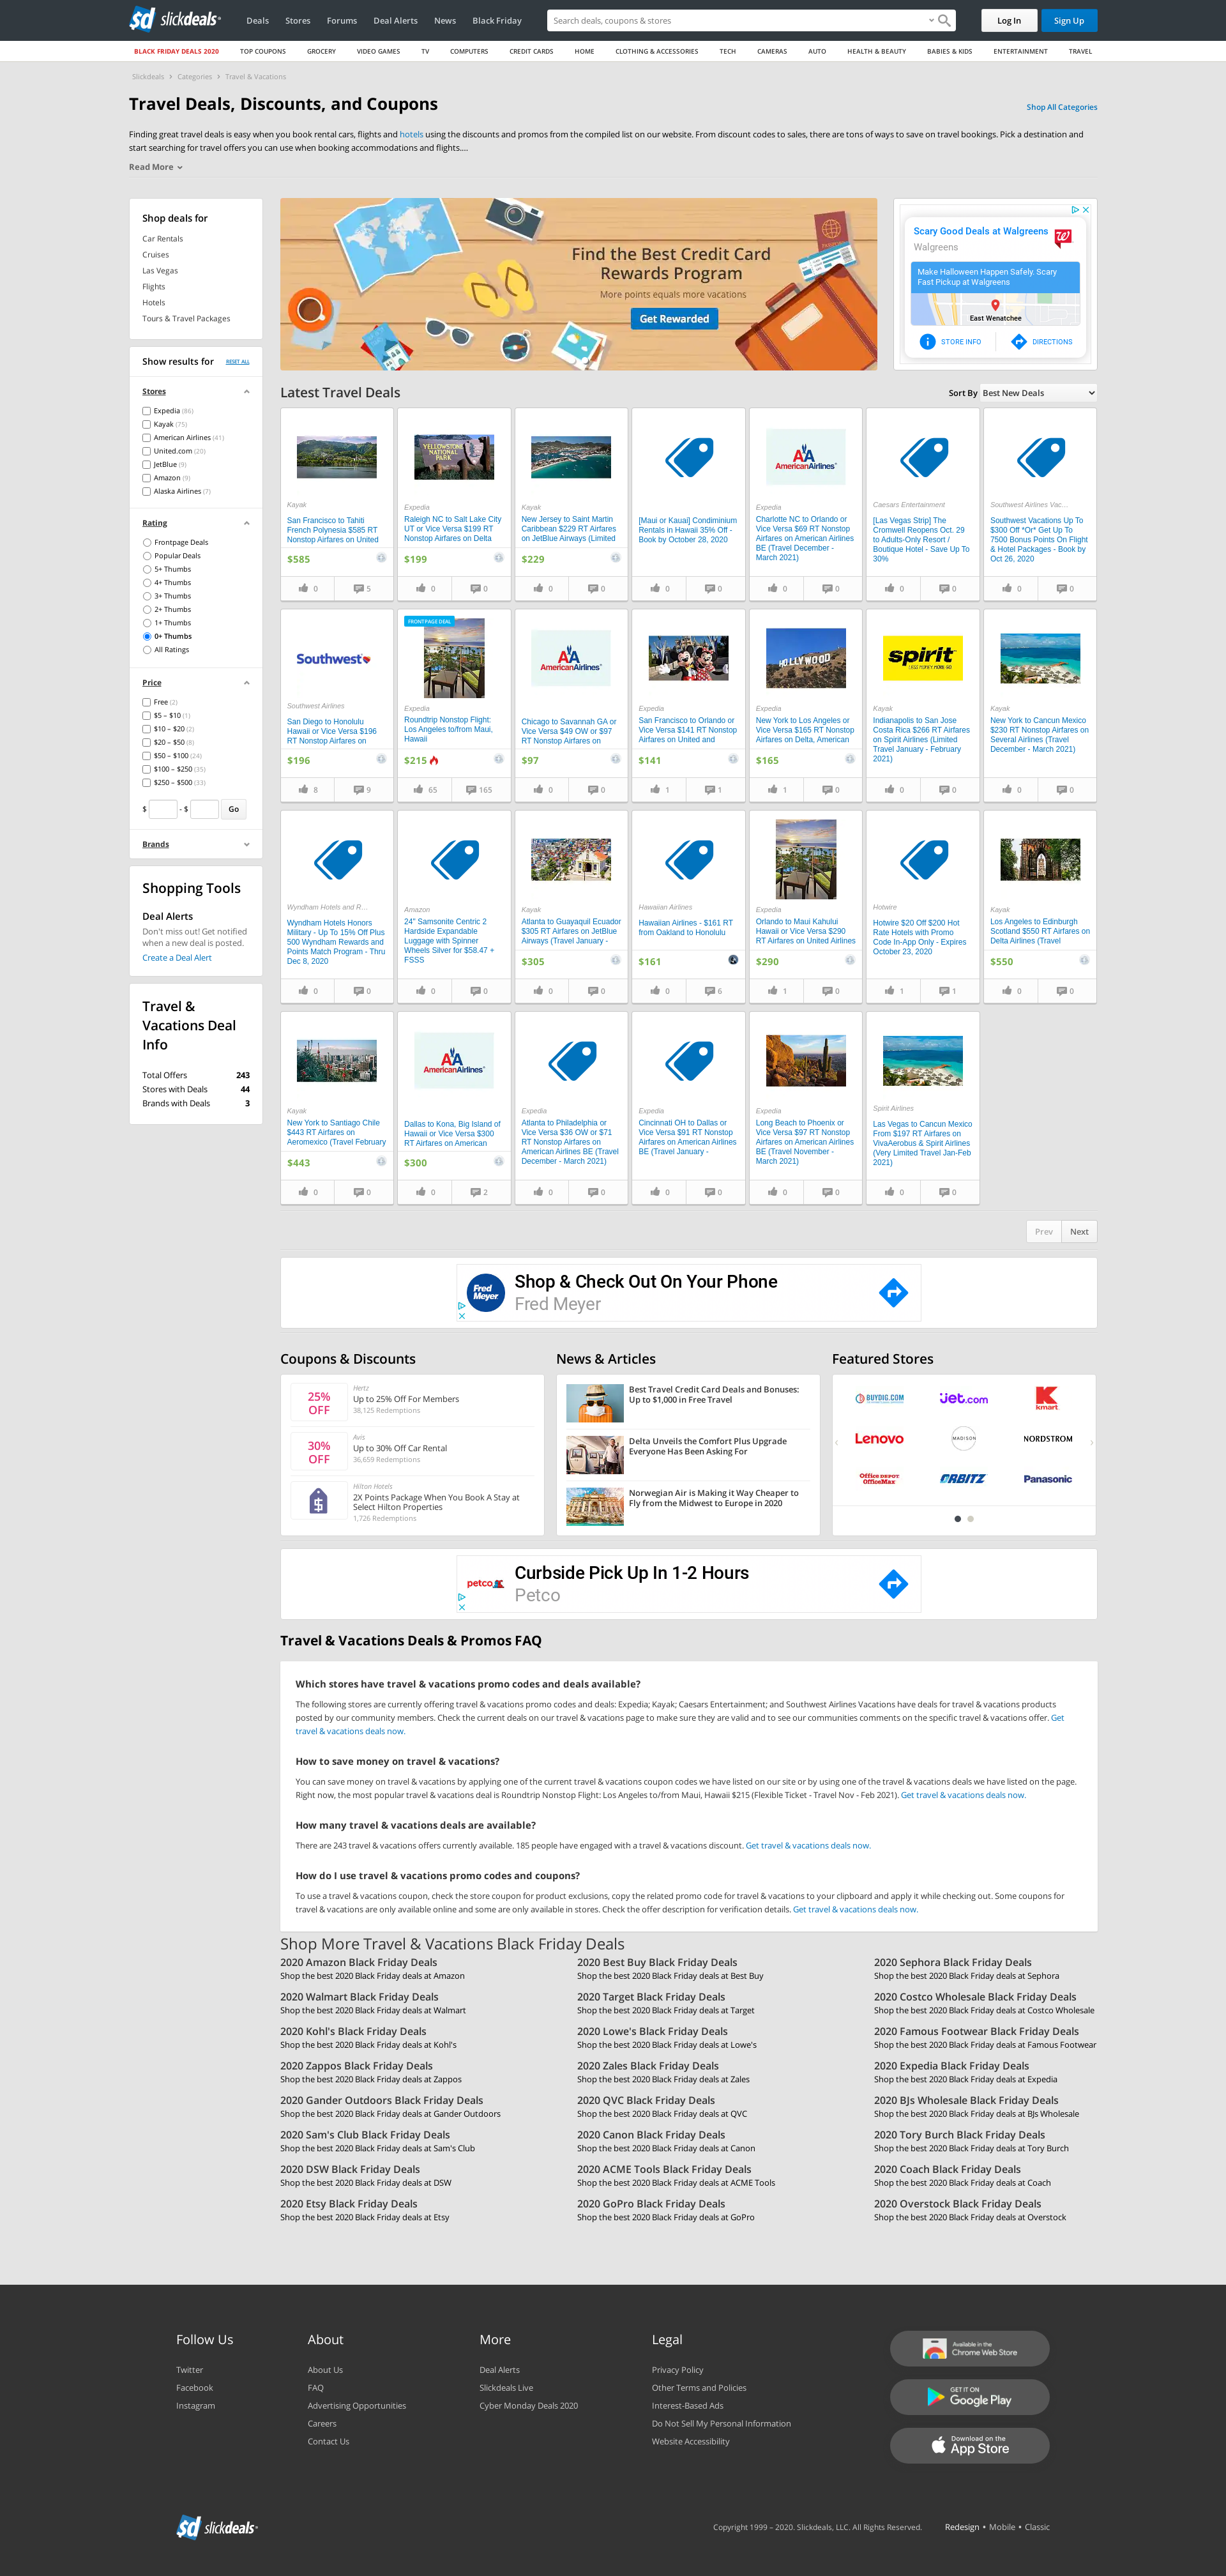 slickdeals
Deals
Stores
Forums
Deal Alerts
News
Black Friday
Search deals, coupons & stores
Log In
Sign Up
BLACK FRIDAY DEALS 2020
TOP COUPONS
GROCERY
VIDEO GAMES
TV
COMPUTERS
CREDIT CARDS
HOME
CLOTHING & ACCESSORIES
TECH
CAMERAS
AUTO
HEALTH & BEAUTY
BABIES & KIDS
ENTERTAINMENT
TRAVEL
Slickdeals › Categories › Travel & Vacations
Travel Deals, Discounts, and Coupons
Shop All Categories
Finding great travel deals is easy when you book rental cars, flights and hotels using the discounts and promos from the compiled list on our website. From discount codes to sales, there are tons of ways to save on travel bookings. Pick a destination and
start searching for travel offers you can use when booking accommodations and flights....
Read More
Shop deals for
Car Rentals
Cruises
Las Vegas
Flights
Hotels
Tours & Travel Packages
Show results for
RESET ALL
Stores
Expedia (86)
Kayak (75)
American Airlines (41)
United.com (20)
JetBlue (9)
Amazon (9)
Alaska Airlines (7)
Rating
Frontpage Deals
Popular Deals
5+ Thumbs
4+ Thumbs
3+ Thumbs
2+ Thumbs
1+ Thumbs
0+ Thumbs
All Ratings
Price
Free (2)
$5 – $10 (1)
$10 – $20 (2)
$20 – $50 (8)
$50 – $100 (24)
$100 – $250 (35)
$250 – $500 (33)
$ - $ Go
Brands
Shopping Tools
Deal Alerts
Don't miss out! Get notified
when a new deal is posted.
Create a Deal Alert
Travel &
Vacations Deal
Info
Total Offers 243
Stores with Deals 44
Brands with Deals 3
Find the Best Credit Card
Rewards Program
More points equals more vacations
Get Rewarded
PASSPORT
Scary Good Deals at Walgreens
Walgreens
Make Halloween Happen Safely. Scary
Fast Pickup at Walgreens
East Wenatchee
STORE INFO
DIRECTIONS
Latest Travel Deals
Sort By Best New Deals
Kayak
San Francisco to Tahiti
French Polynesia $585 RT
Nonstop Airfares on United
$585
0 5
YELLOWSTONE
NATIONAL
PARK
Expedia
Raleigh NC to Salt Lake City
UT or Vice Versa $199 RT
Nonstop Airfares on Delta
$199
0 0
Kayak
New Jersey to Saint Martin
Caribbean $229 RT Airfares
on JetBlue Airways (Limited
$229
0 0
[Maui or Kauai] Condiminium
Rentals in Hawaii 35% Off -
Book by October 28, 2020
0 0
AmericanAirlines
Expedia
Charlotte NC to Orlando or
Vice Versa $69 RT Nonstop
Airfares on American Airlines
BE (Travel December -
March 2021)
0 0
Caesars Entertainment
[Las Vegas Strip] The
Cromwell Reopens Oct. 29
to Adults-Only Resort /
Boutique Hotel - Save Up To
30%
0 0
Southwest Airlines Vac…
Southwest Vacations Up To
$300 Off *Or* Get Up To
7500 Bonus Points On Flight
& Hotel Packages - Book by
Oct 26, 2020
0 0
Southwest
Southwest Airlines
San Diego to Honolulu
Hawaii or Vice Versa $196
RT Nonstop Airfares on
$196
8 9
FRONTPAGE DEAL
Expedia
Roundtrip Nonstop Flight:
Los Angeles to/from Maui,
Hawaii
$215
65 165
AmericanAirlines
Chicago to Savannah GA or
Vice Versa $49 OW or $97
RT Nonstop Airfares on
$97
0 0
Expedia
San Francisco to Orlando or
Vice Versa $141 RT Nonstop
Airfares on United and
$141
1 1
HOLLYWOOD
Expedia
New York to Los Angeles or
Vice Versa $165 RT Nonstop
Airfares on Delta, American
$165
1 0
spirit
LESS MONEY. MORE GO.
Kayak
Indianapolis to San Jose
Costa Rica $266 RT Airfares
on Spirit Airlines (Limited
Travel January - February
2021)
0 0
Kayak
New York to Cancun Mexico
$230 RT Nonstop Airfares on
Several Airlines (Travel
December - March 2021)
0 0
Wyndham Hotels and R…
Wyndham Hotels Honors
Military - Up To 15% Off Plus
500 Wyndham Rewards and
Points Match Program - Thru
Dec 8, 2020
0 0
Amazon
24" Samsonite Centric 2
Hardside Expandable
Luggage with Spinner
Wheels Silver for $58.47 +
FSSS
0 0
Kayak
Atlanta to Guayaquil Ecuador
$305 RT Airfares on JetBlue
Airways (Travel January -
$305
0 0
Hawaiian Airlines
Hawaiian Airlines - $161 RT
from Oakland to Honolulu
$161
0 6
Expedia
Orlando to Maui Kahului
Hawaii or Vice Versa $290
RT Airfares on United Airlines
$290
1 0
Hotwire
Hotwire $20 Off $200 Hot
Rate Hotels with Promo
Code In-App Only - Expires
October 23, 2020
1 1
Kayak
Los Angeles to Edinburgh
Scotland $550 RT Airfares on
Delta Airlines (Travel
$550
0 0
Kayak
New York to Santiago Chile
$443 RT Airfares on
Aeromexico (Travel February
$443
0 0
AmericanAirlines
Dallas to Kona, Big Island of
Hawaii or Vice Versa $300
RT Airfares on American
$300
0 2
Expedia
Atlanta to Philadelphia or
Vice Versa $36 OW or $71
RT Nonstop Airfares on
American Airlines BE (Travel
December - March 2021)
0 0
Expedia
Cincinnati OH to Dallas or
Vice Versa $91 RT Nonstop
Airfares on American Airlines
BE (Travel January -
0 0
Expedia
Long Beach to Phoenix or
Vice Versa $97 RT Nonstop
Airfares on American Airlines
BE (Travel November -
March 2021)
0 0
Spirit Airlines
Las Vegas to Cancun Mexico
From $197 RT Airfares on
VivaAerobus & Spirit Airlines
(Very Limited Travel Jan-Feb
2021)
0 0
Prev Next
Fred Meyer
Shop & Check Out On Your Phone
Fred Meyer
Coupons & Discounts
25% OFF
Hertz
Up to 25% Off For Members
38,125 Redemptions
30% OFF
Avis
Up to 30% Off Car Rental
36,659 Redemptions
Hilton Hotels
2X Points Package When You Book A Stay at
Select Hilton Properties
1,726 Redemptions
News & Articles
Best Travel Credit Card Deals and Bonuses:
Up to $1,000 in Free Travel
Delta Unveils the Comfort Plus Upgrade
Everyone Has Been Asking For
Norwegian Air is Making it Way Cheaper to
Fly from the Midwest to Europe in 2020
Featured Stores
BUYDIG.COM
jet.com
kmart
Lenovo
MADISON
NORDSTROM
Office DEPOT
OfficeMax
ORBITZ
Panasonic
petco
Curbside Pick Up In 1-2 Hours
Petco
Travel & Vacations Deals & Promos FAQ
Which stores have travel & vacations promo codes and deals available?
The following stores are currently offering travel & vacations promo codes and deals: Expedia; Kayak; Caesars Entertainment; and Southwest Airlines Vacations have deals for travel & vacations products
posted by our community members. Check the current deals on our travel & vacations page to make sure they are valid and to see our communities comments on the specific travel & vacations offer. Get
travel & vacations deals now.
How to save money on travel & vacations?
You can save money on travel & vacations by applying one of the current travel & vacations coupon codes we have listed on our site or by using one of the travel & vacations deals we have listed on the page.
Right now, the most popular travel & vacations deal is Roundtrip Nonstop Flight: Los Angeles to/from Maui, Hawaii $215 (Flexible Ticket - Travel Nov - Feb 2021). Get travel & vacations deals now.
How many travel & vacations deals are available?
There are 243 travel & vacations offers currently available. 185 people have engaged with a travel & vacations discount. Get travel & vacations deals now.
How do I use travel & vacations promo codes and coupons?
To use a travel & vacations coupon, check the store coupon for product exclusions, copy the related promo code for travel & vacations to your clipboard and apply it while checking out. Some coupons for
travel & vacations are only available online and some are only available in stores. Check the offer description for verification details. Get travel & vacations deals now.
Shop More Travel & Vacations Black Friday Deals
2020 Amazon Black Friday Deals
Shop the best 2020 Black Friday deals at Amazon
2020 Best Buy Black Friday Deals
Shop the best 2020 Black Friday deals at Best Buy
2020 Sephora Black Friday Deals
Shop the best 2020 Black Friday deals at Sephora
2020 Walmart Black Friday Deals
Shop the best 2020 Black Friday deals at Walmart
2020 Target Black Friday Deals
Shop the best 2020 Black Friday deals at Target
2020 Costco Wholesale Black Friday Deals
Shop the best 2020 Black Friday deals at Costco Wholesale
2020 Kohl's Black Friday Deals
Shop the best 2020 Black Friday deals at Kohl's
2020 Lowe's Black Friday Deals
Shop the best 2020 Black Friday deals at Lowe's
2020 Famous Footwear Black Friday Deals
Shop the best 2020 Black Friday deals at Famous Footwear
2020 Zappos Black Friday Deals
Shop the best 2020 Black Friday deals at Zappos
2020 Zales Black Friday Deals
Shop the best 2020 Black Friday deals at Zales
2020 Expedia Black Friday Deals
Shop the best 2020 Black Friday deals at Expedia
2020 Gander Outdoors Black Friday Deals
Shop the best 2020 Black Friday deals at Gander Outdoors
2020 QVC Black Friday Deals
Shop the best 2020 Black Friday deals at QVC
2020 BJs Wholesale Black Friday Deals
Shop the best 2020 Black Friday deals at BJs Wholesale
2020 Sam's Club Black Friday Deals
Shop the best 2020 Black Friday deals at Sam's Club
2020 Canon Black Friday Deals
Shop the best 2020 Black Friday deals at Canon
2020 Tory Burch Black Friday Deals
Shop the best 2020 Black Friday deals at Tory Burch
2020 DSW Black Friday Deals
Shop the best 2020 Black Friday deals at DSW
2020 ACME Tools Black Friday Deals
Shop the best 2020 Black Friday deals at ACME Tools
2020 Coach Black Friday Deals
Shop the best 2020 Black Friday deals at Coach
2020 Etsy Black Friday Deals
Shop the best 2020 Black Friday deals at Etsy
2020 GoPro Black Friday Deals
Shop the best 2020 Black Friday deals at GoPro
2020 Overstock Black Friday Deals
Shop the best 2020 Black Friday deals at Overstock
Follow Us
Twitter
Facebook
Instagram
About
About Us
FAQ
Advertising Opportunities
Careers
Contact Us
More
Deal Alerts
Slickdeals Live
Cyber Monday Deals 2020
Legal
Privacy Policy
Other Terms and Policies
Interest-Based Ads
Do Not Sell My Personal Information
Website Accessibility
Available in the
Chrome Web Store
GET IT ON
Google Play
Download on the
App Store
slickdeals
Copyright 1999 – 2020. Slickdeals, LLC. All Rights Reserved.
Redesign • Mobile • Classic